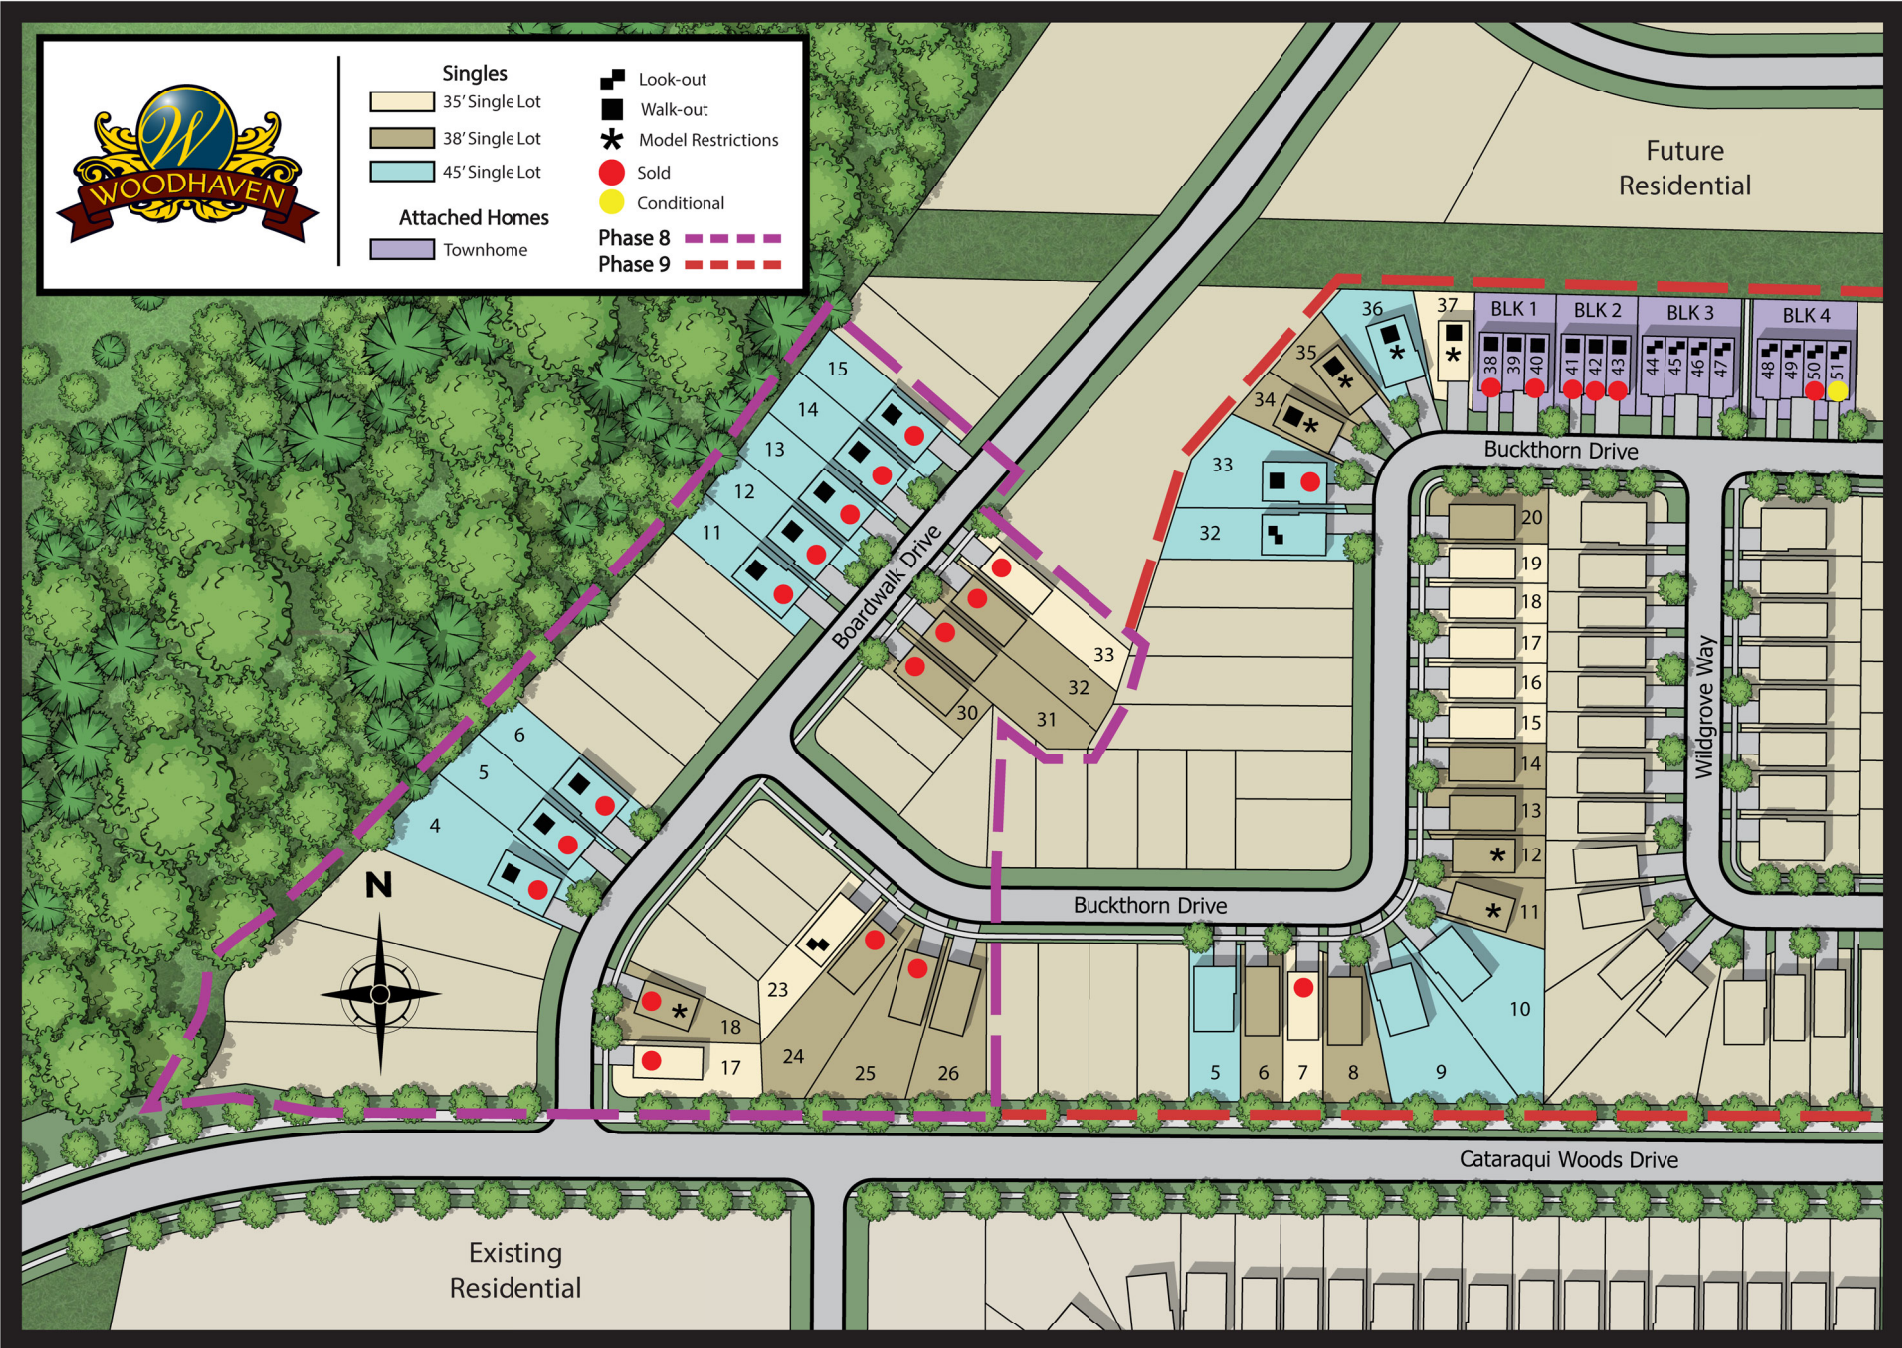 W
WOODHAVEN
Singles
35' Single Lot
38' Single Lot
45' Single Lot
Attached Homes
Townhome
Look-out
Walk-out
* Model Restrictions
Sold
Conditional
Phase 8
Phase 9
Future
Residential
36
37
BLK 1
BLK 2
BLK 3
BLK 4
35
34
38
39
40
41
42
43
44
45
46
47
48
49
50
51
*
*
*
*
Buckthorn Drive
33
32
15
14
13
12
11
Boardwalk Drive
33
32
31
30
20
19
18
17
16
15
14
13
* 12
* 11
Wildgrove Way
6
5
4
N
Buckthorn Drive
23
*
18
17
24
25
26
5
6
7
8
9
10
Cataraqui Woods Drive
Existing
Residential